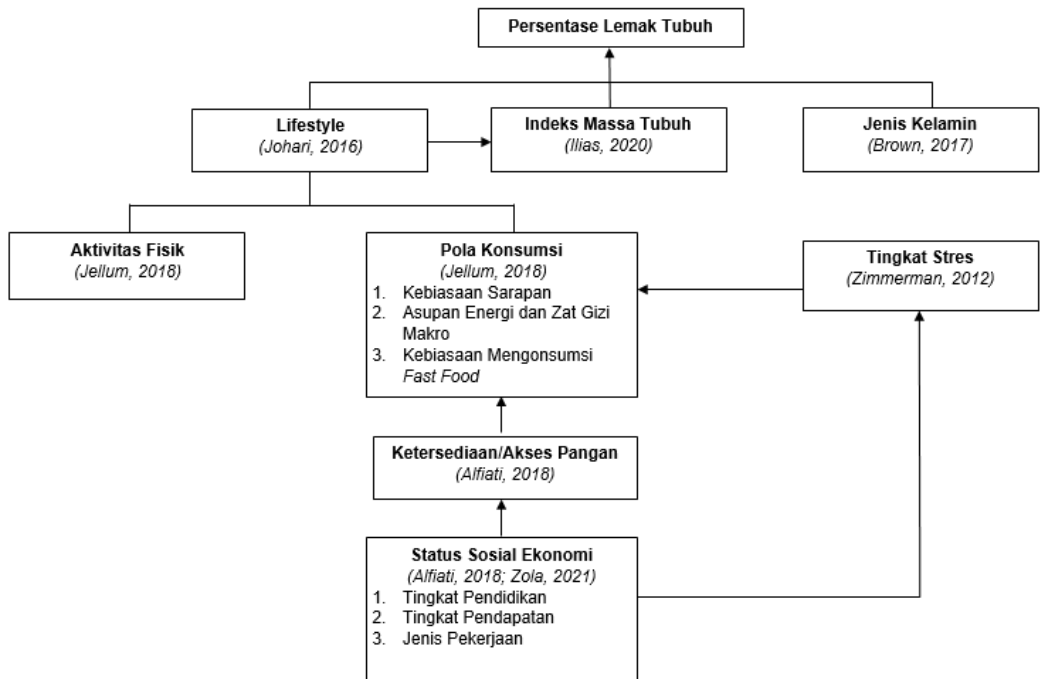 Persentase Lemak Tubuh
Lifestyle
(Johari, 2016)
Indeks Massa Tubuh
(Ilias, 2020)
Jenis Kelamin
(Brown, 2017)
Aktivitas Fisik
(Jellum, 2018)
Pola Konsumsi
(Jellum, 2018)
1. Kebiasaan Sarapan
2. Asupan Energi dan Zat Gizi
Makro
3. Kebiasaan Mengonsumsi
Fast Food
Tingkat Stres
(Zimmerman, 2012)
Ketersediaan/Akses Pangan
(Alfiati, 2018)
Status Sosial Ekonomi
(Alfiati, 2018; Zola, 2021)
1. Tingkat Pendidikan
2. Tingkat Pendapatan
3. Jenis Pekerjaan